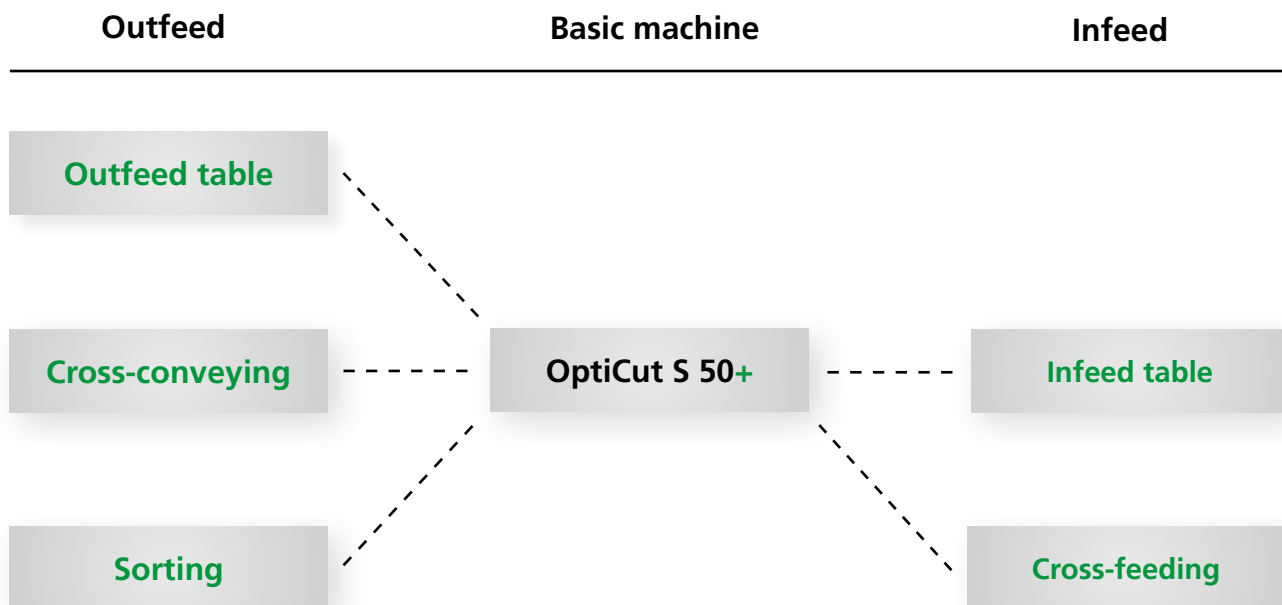 Outfeed
Basic machine
Infeed
Outfeed table
Cross-conveying
OptiCut S 50+
Infeed table
Sorting
Cross-feeding